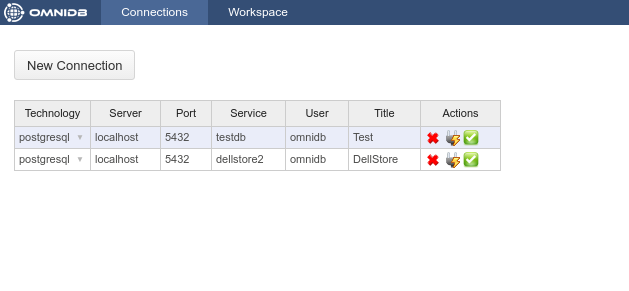 OMNIDB Connections Workspace
New Connection
Technology Server Port Service User Title Actions
postgresql localhost 5432 testdb omnidb Test
postgresql localhost 5432 dellstore2 omnidb DellStore